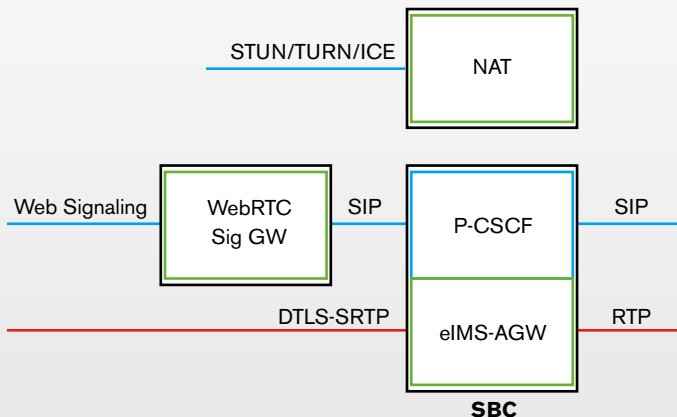 STUN/TURN/ICE
NAT
Web Signaling
WebRTC
Sig GW
SIP
P-CSCF
SIP
DTLS-SRTP
eIMS-AGW
RTP
SBC